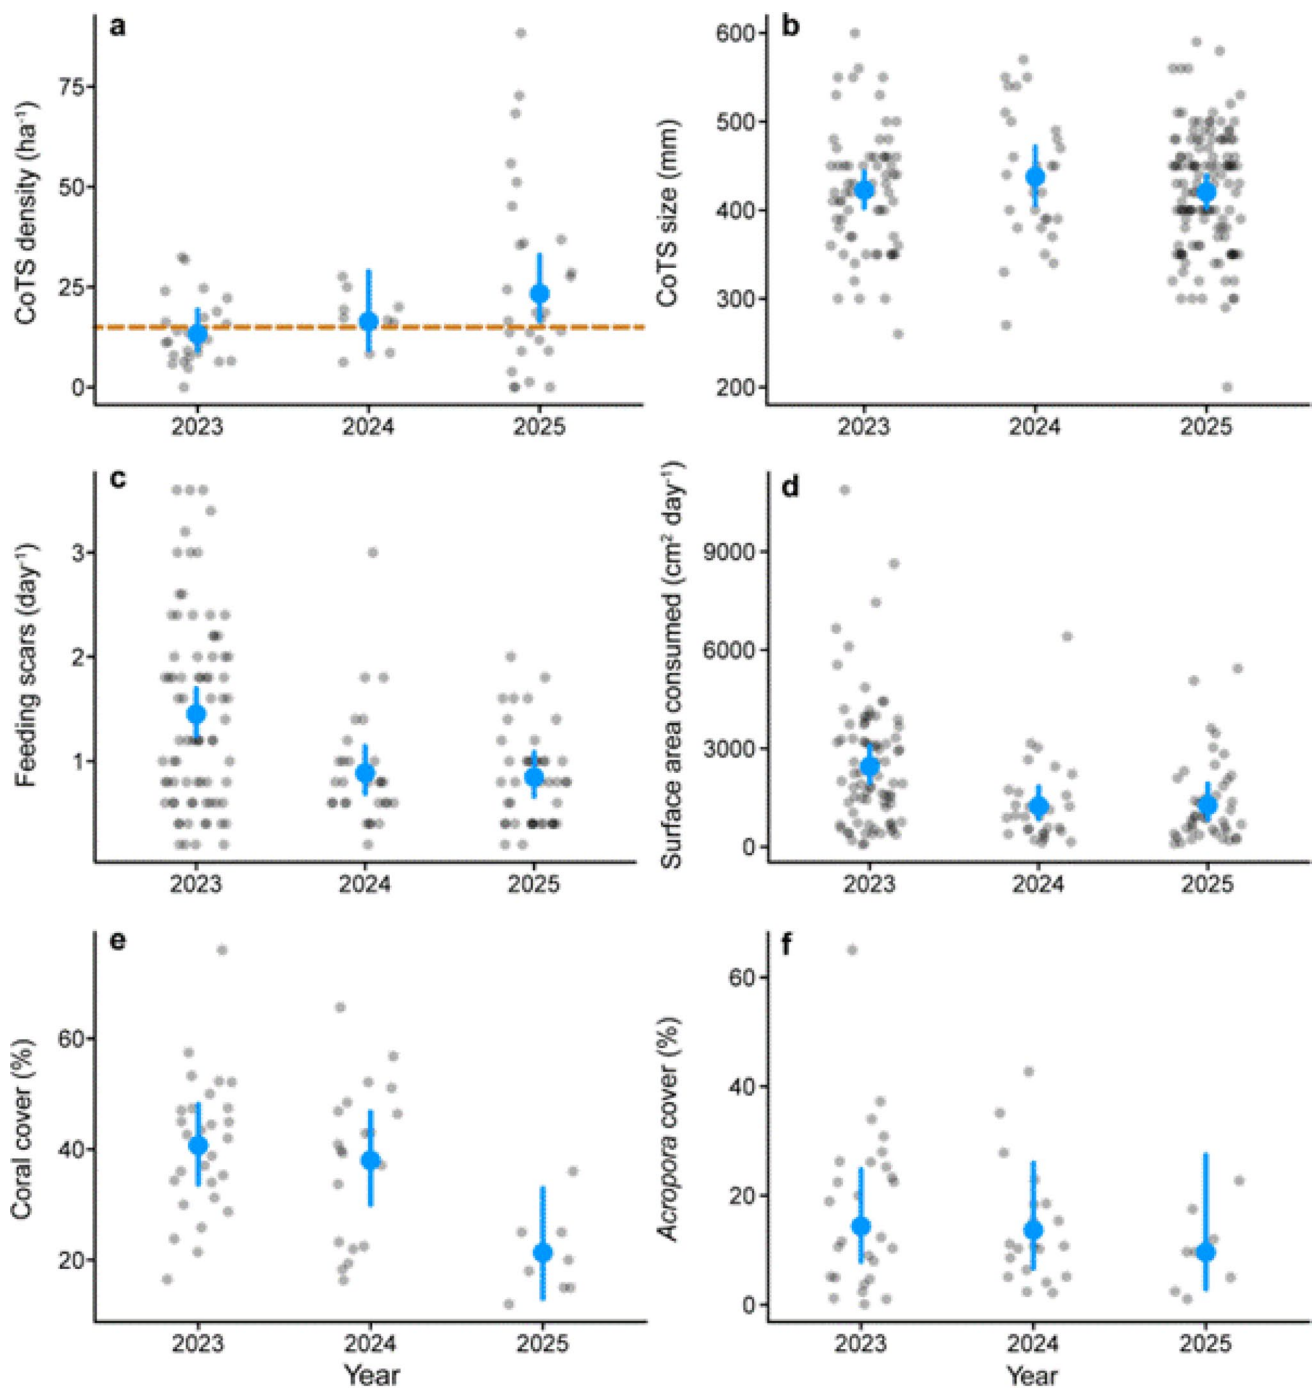 a
CoTS density (ha⁻¹)
75
50
25
0
2023 2024 2025
b
CoTS size (mm)
600
500
400
300
200
2023 2024 2025
c
Feeding scars (day⁻¹)
3
2
1
2023 2024 2025
d
Surface area consumed (cm² day⁻¹)
9000
6000
3000
0
2023 2024 2025
e
Coral cover (%)
60
40
20
2023 2024 2025
Year
f
Acropora cover (%)
60
40
20
0
2023 2024 2025
Year